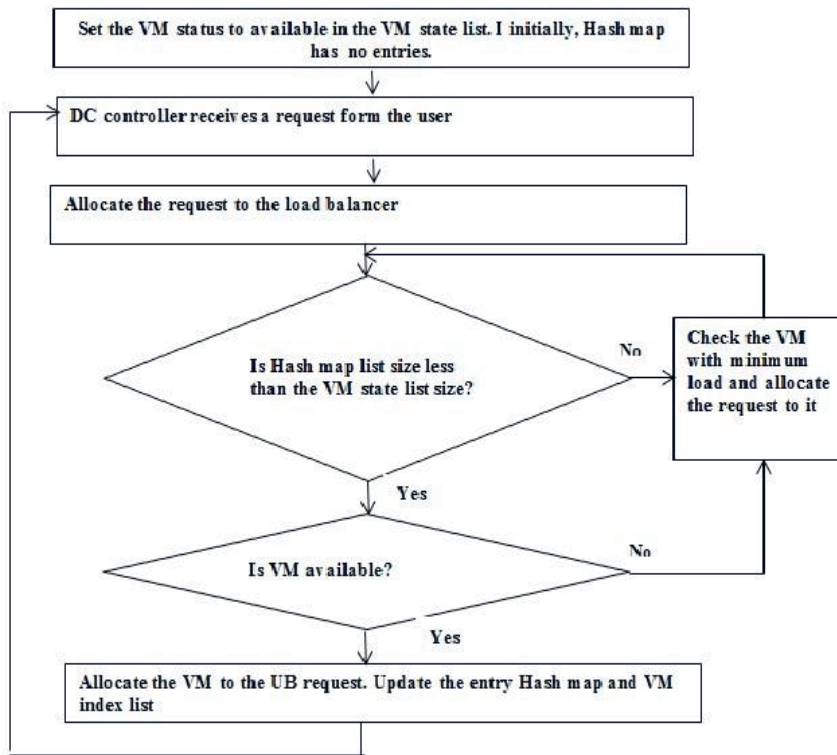 Set the VM status to available in the VM state list. I initially, Hash map
has no entries.
DC controller receives a request form the user
Allocate the request to the load balancer
Is Hash map list size less
than the VM state list size?
No
Check the VM
with minimum
load and allocate
the request to it
Yes
Is VM available?
No
Yes
Allocate the VM to the UB request. Update the entry Hash map and VM
index list